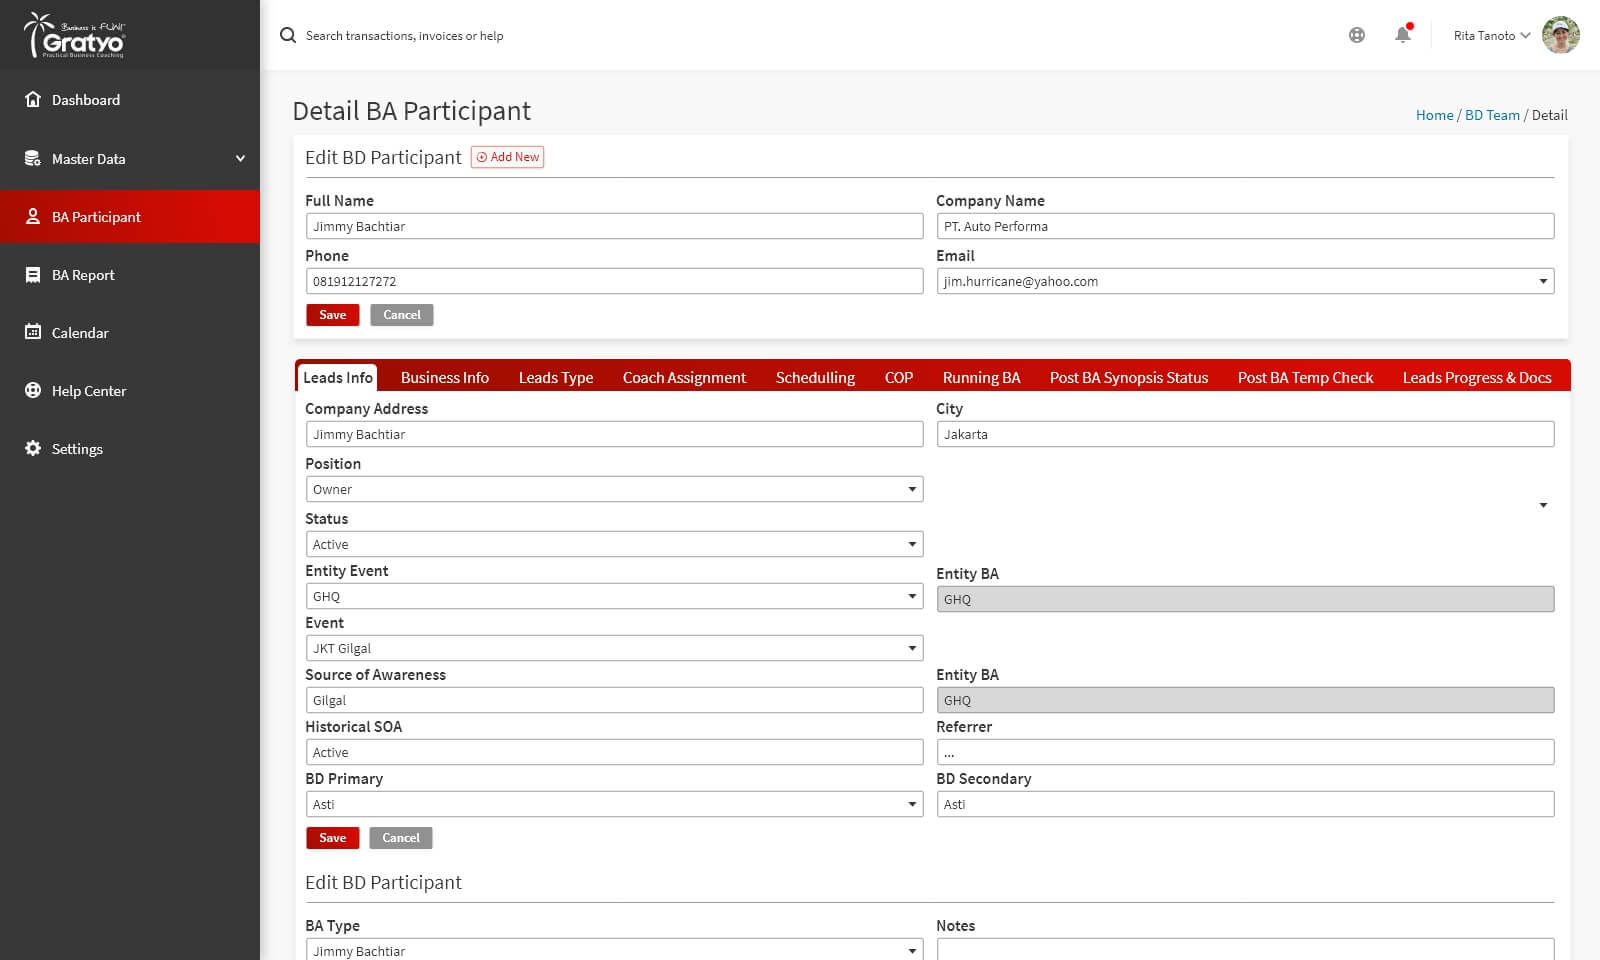 Business is FUN!
Gratyo
Practical Business Coaching
Search transactions, invoices or help
Rita Tanoto
Dashboard
Master Data
BA Participant
BA Report
Calendar
Help Center
Settings
Detail BA Participant
Home / BD Team / Detail
Edit BD Participant
Add New
Full Name
Company Name
Jimmy Bachtiar
PT. Auto Performa
Phone
Email
081912127272
jim.hurricane@yahoo.com
Save
Cancel
Leads Info
Business Info
Leads Type
Coach Assignment
Schedulling
COP
Running BA
Post BA Synopsis Status
Post BA Temp Check
Leads Progress & Docs
Company Address
City
Jimmy Bachtiar
Jakarta
Position
Owner
Status
Active
Entity Event
Entity BA
GHQ
GHQ
Event
JKT Gilgal
Source of Awareness
Entity BA
Gilgal
GHQ
Historical SOA
Referrer
Active
...
BD Primary
BD Secondary
Asti
Asti
Save
Cancel
Edit BD Participant
BA Type
Notes
Jimmy Bachtiar